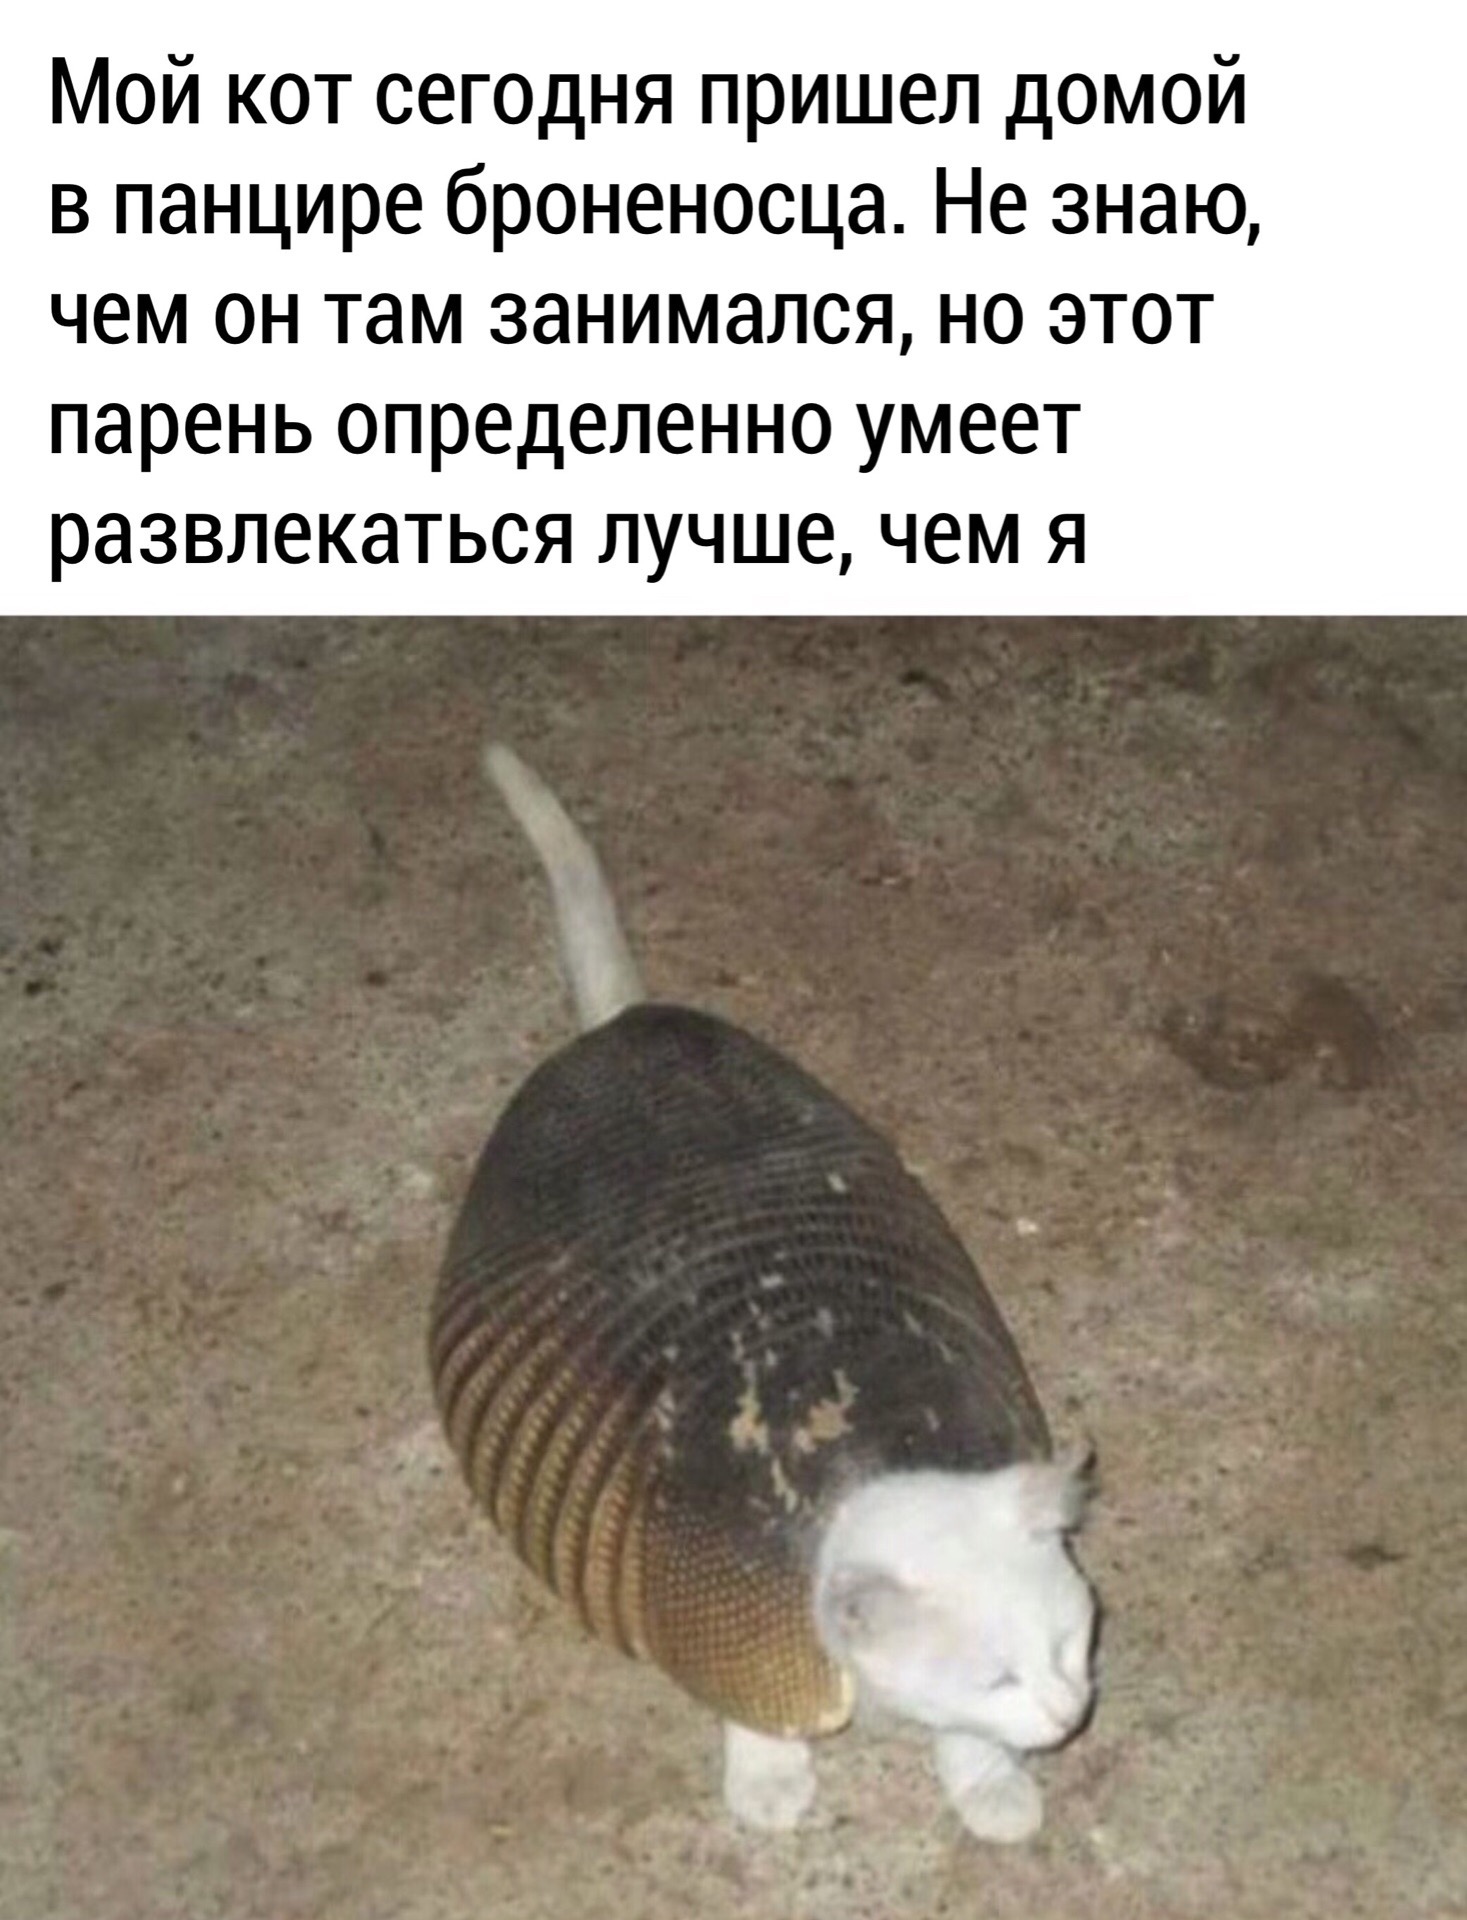 Мой кот сегодня пришел домой
в панцире броненосца. Не знаю,
чем он там занимался, но этот
парень определенно умеет
развлекаться лучше, чем я